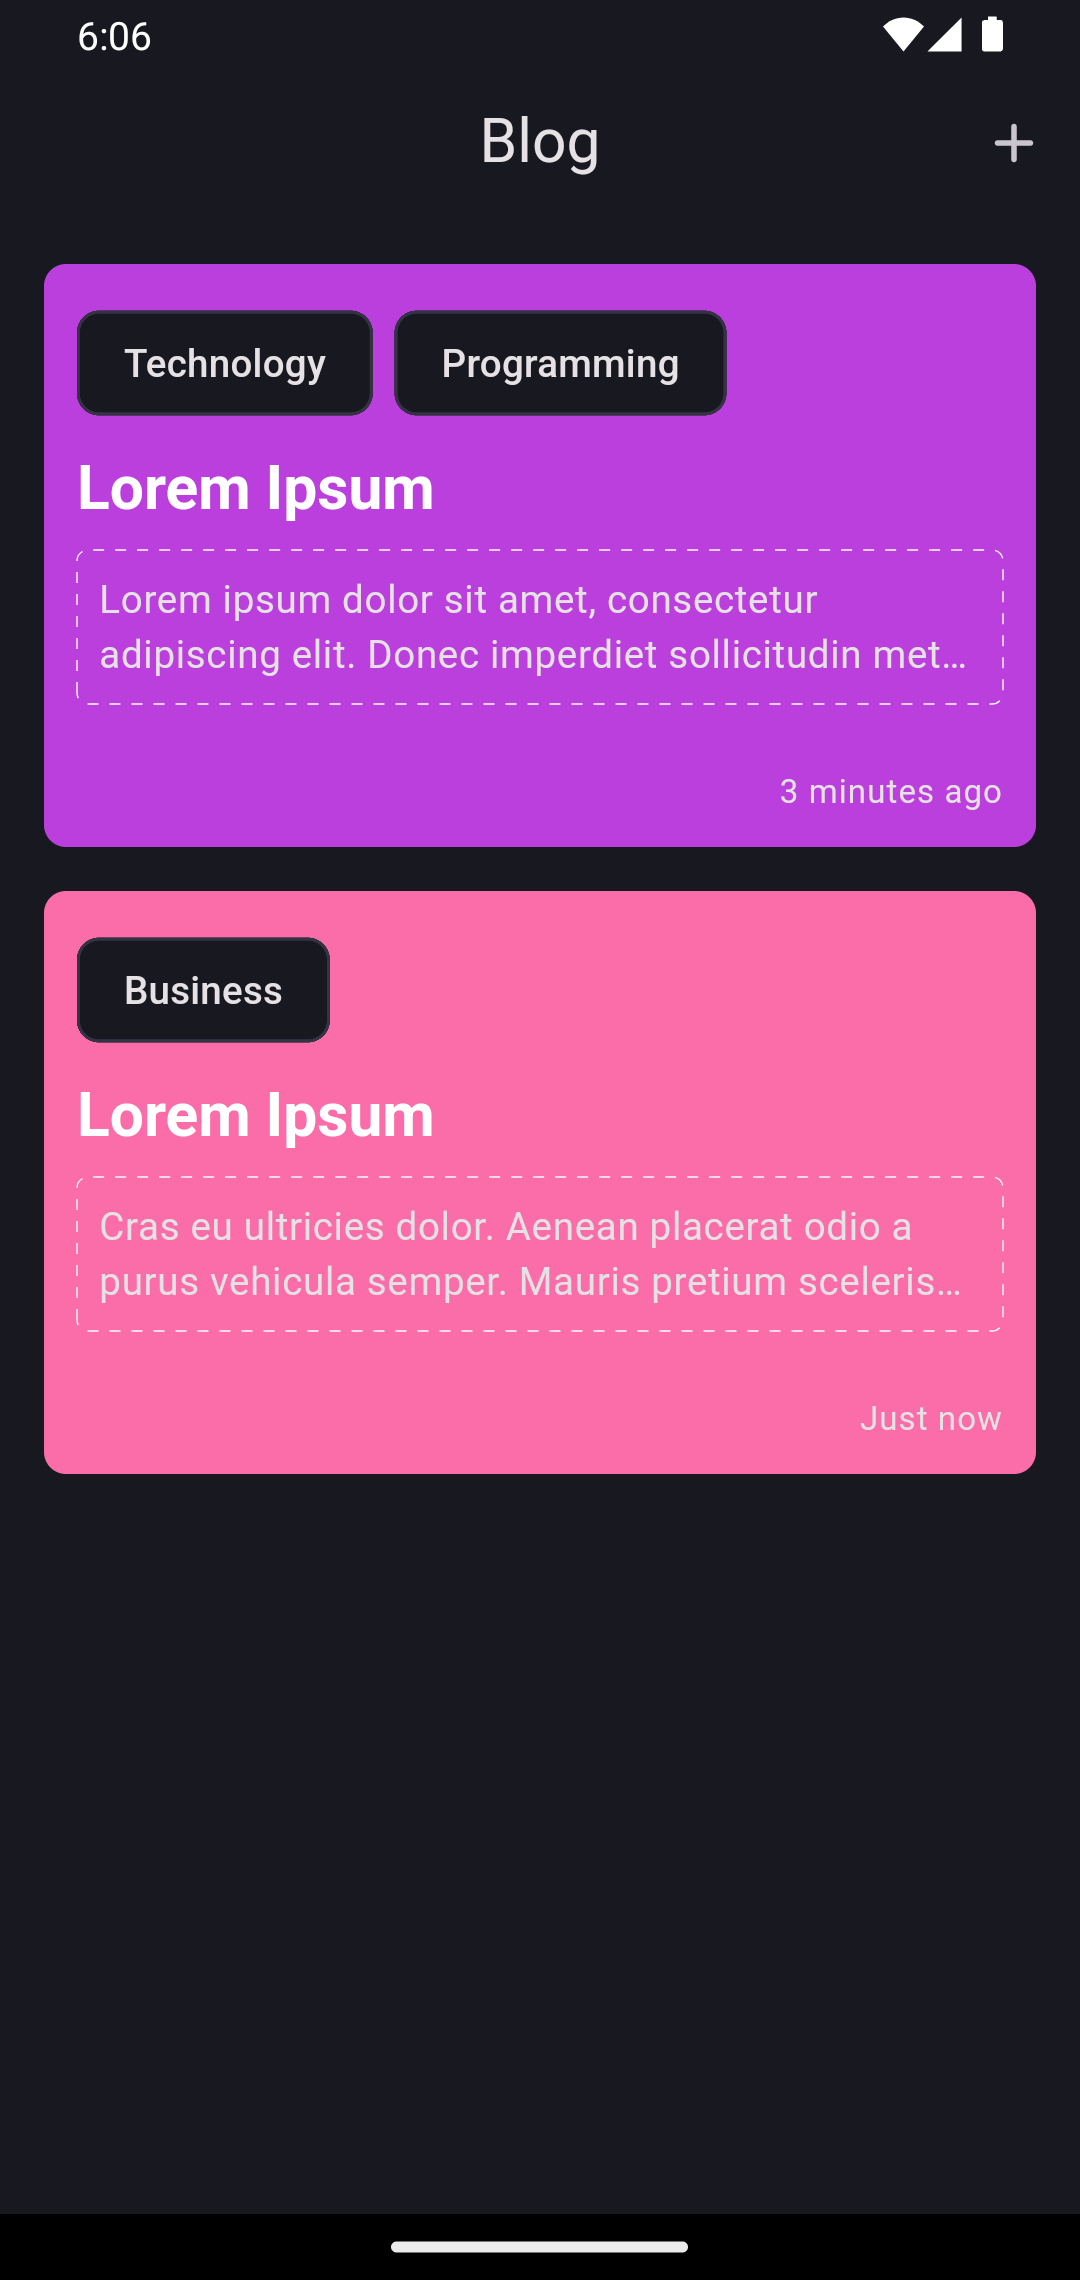 6:06
Blog
Technology Programming
Lorem Ipsum
Lorem ipsum dolor sit amet, consectetur
adipiscing elit. Donec imperdiet sollicitudin met…
3 minutes ago
Business
Lorem Ipsum
Cras eu ultricies dolor. Aenean placerat odio a
purus vehicula semper. Mauris pretium sceleris…
Just now